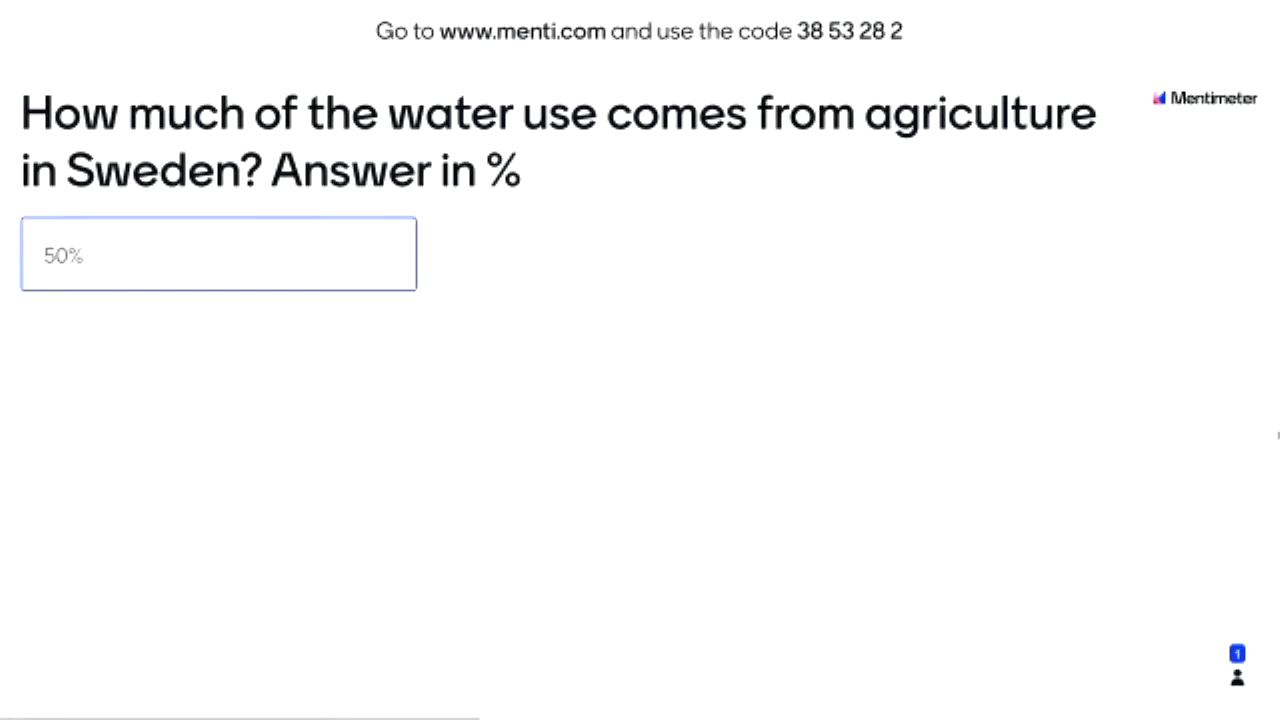 Go to www.menti.com and use the code 38 53 28 2
Mentimeter
How much of the water use comes from agriculture
in Sweden? Answer in %
50%
1